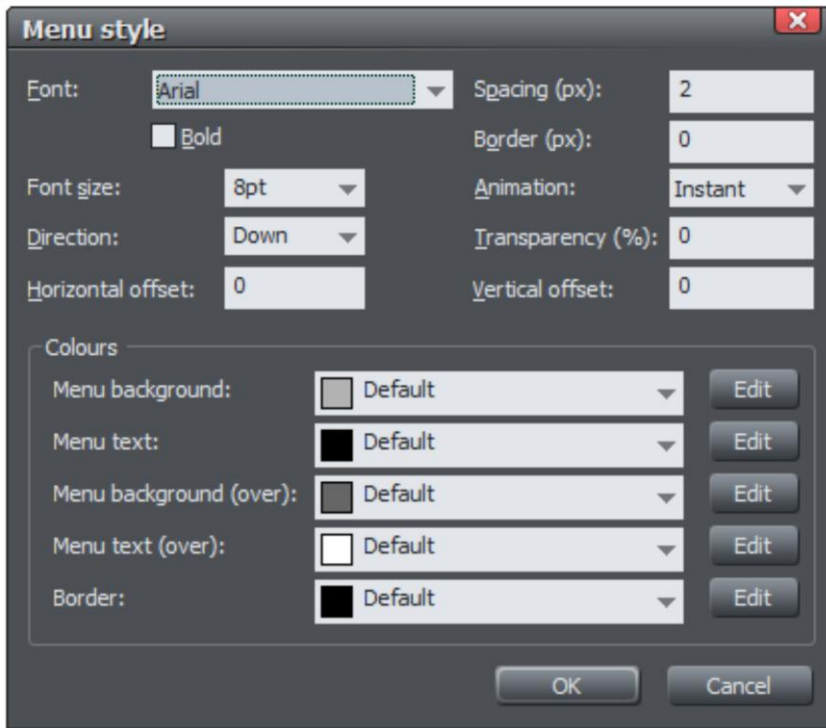 Menu style
Font: Arial Spacing (px): 2
Bold Border (px): 0
Font size: 8pt Animation: Instant
Direction: Down Transparency (%): 0
Horizontal offset: 0 Vertical offset: 0
Colours
Menu background: Default Edit
Menu text: Default Edit
Menu background (over): Default Edit
Menu text (over): Default Edit
Border: Default Edit
OK Cancel